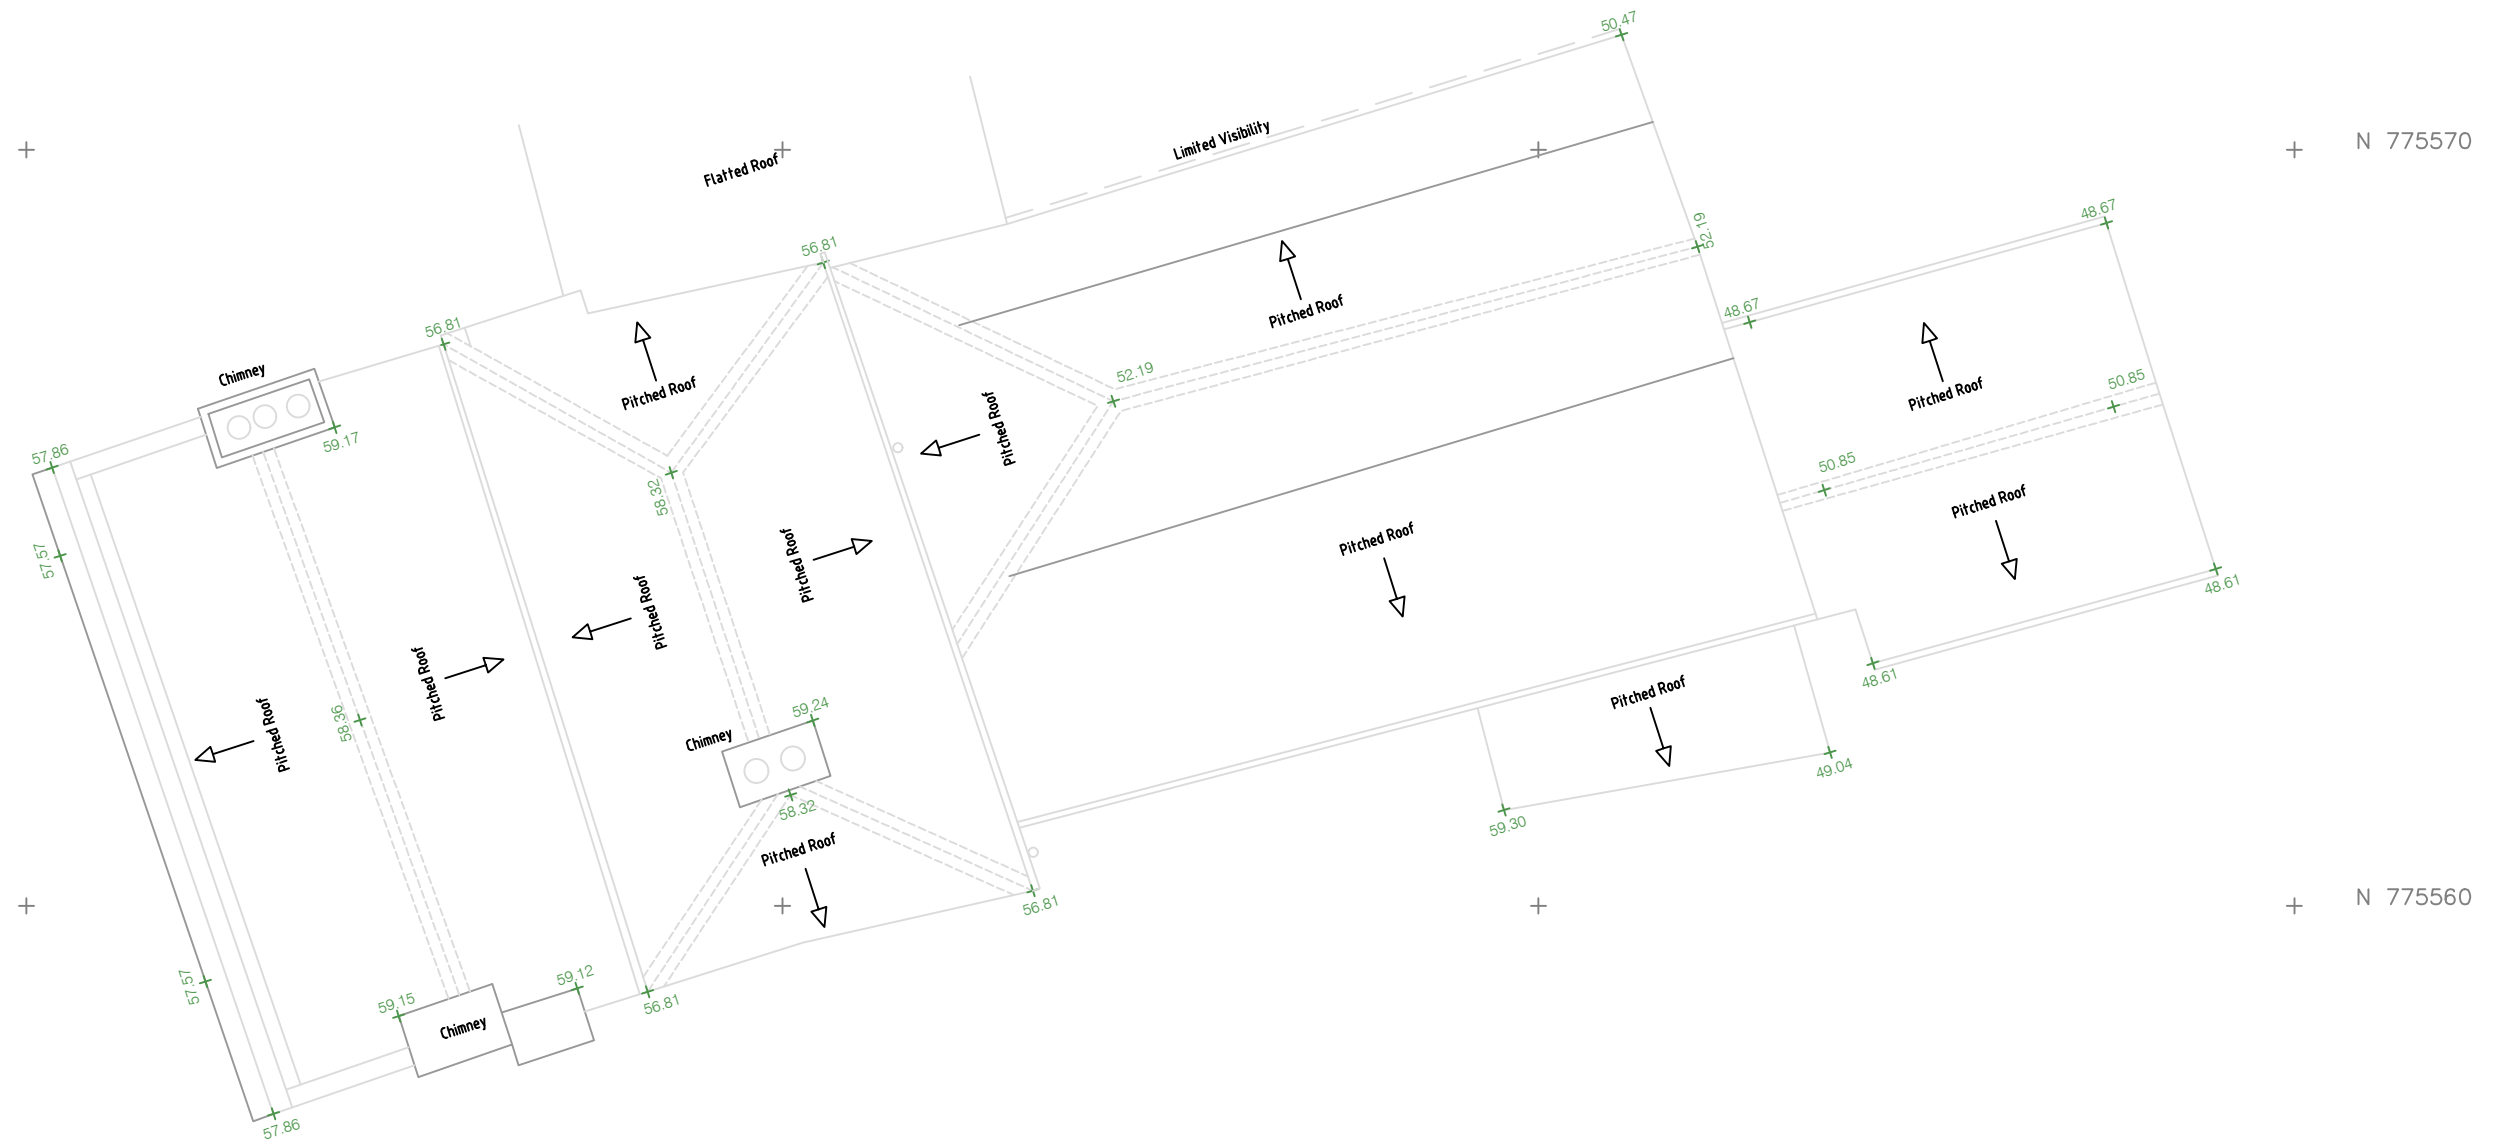 50.47
Limited Visibility
N 775570
Flatted Roof
48.67
52.19
56.81
48.67
Pitched Roof
56.81
Chimney
52.19
50.85
Pitched Roof
Pitched Roof
Pitched Roof
59.17
57.86
50.85
58.32
Pitched Roof
Pitched Roof
57.57
Pitched Roof
48.61
Pitched Roof
48.61
Pitched Roof
Pitched Roof
59.24
58.36
Pitched Roof
Chimney
49.04
58.32
59.30
Pitched Roof
N 775560
56.81
59.12
57.57
59.15
56.81
Chimney
57.86